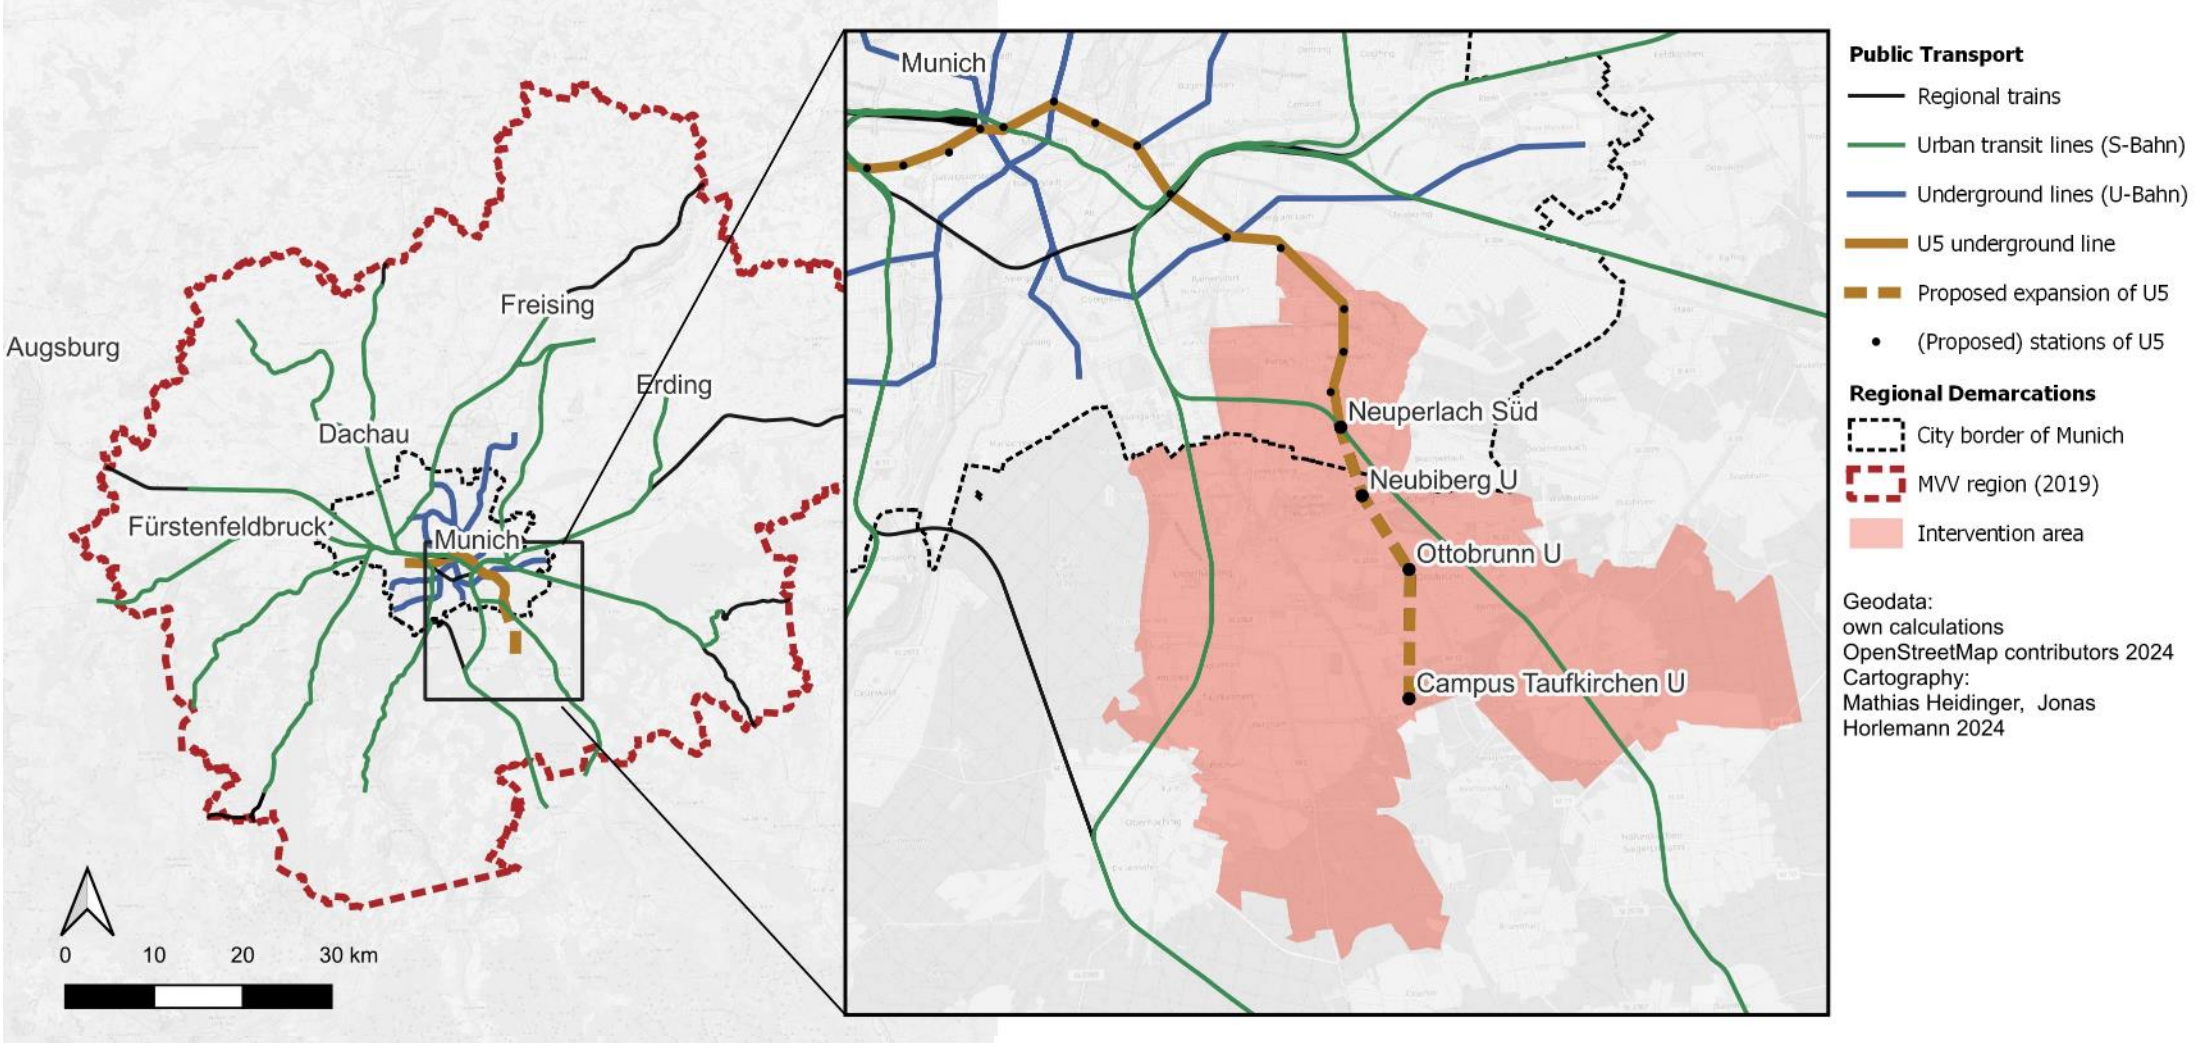 Augsburg
Freising
Erding
Dachau
Fürstenfeldbruck
Munich
0 10 20 30 km
Munich
Neuperlach Süd
Neubiberg U
Ottobrunn U
Campus Taufkirchen U
Public Transport
Regional trains
Urban transit lines (S-Bahn)
Underground lines (U-Bahn)
U5 underground line
Proposed expansion of U5
(Proposed) stations of U5
Regional Demarcations
City border of Munich
MVV region (2019)
Intervention area
Geodata:
own calculations
OpenStreetMap contributors 2024
Cartography:
Mathias Heidinger, Jonas
Horlemann 2024